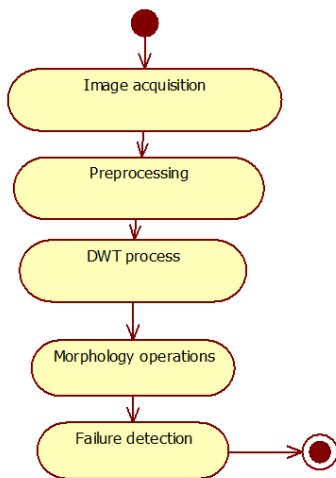 Image acquisition
Preprocessing
DWT process
Morphology operations
Failure detection